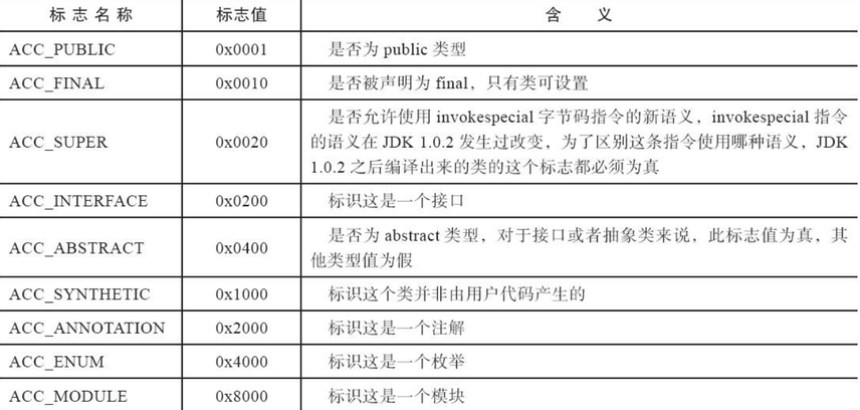 标志名称 标志值 含 义
ACC_PUBLIC 0x0001 是否为 public 类型
ACC_FINAL 0x0010 是否被声明为 final，只有类可设置
ACC_SUPER 0x0020 是否允许使用 invokespecial 字节码指令的新语义，invokespecial 指令
的语义在 JDK 1.0.2 发生过改变，为了区别这条指令使用哪种语义，JDK
1.0.2 之后编译出来的类的这个标志都必须为真
ACC_INTERFACE 0x0200 标识这是一个接口
ACC_ABSTRACT 0x0400 是否为 abstract 类型，对于接口或者抽象类来说，此标志值为真，其
他类型值为假
ACC_SYNTHETIC 0x1000 标识这个类并非由用户代码产生的
ACC_ANNOTATION 0x2000 标识这是一个注解
ACC_ENUM 0x4000 标识这是一个枚举
ACC_MODULE 0x8000 标识这是一个模块